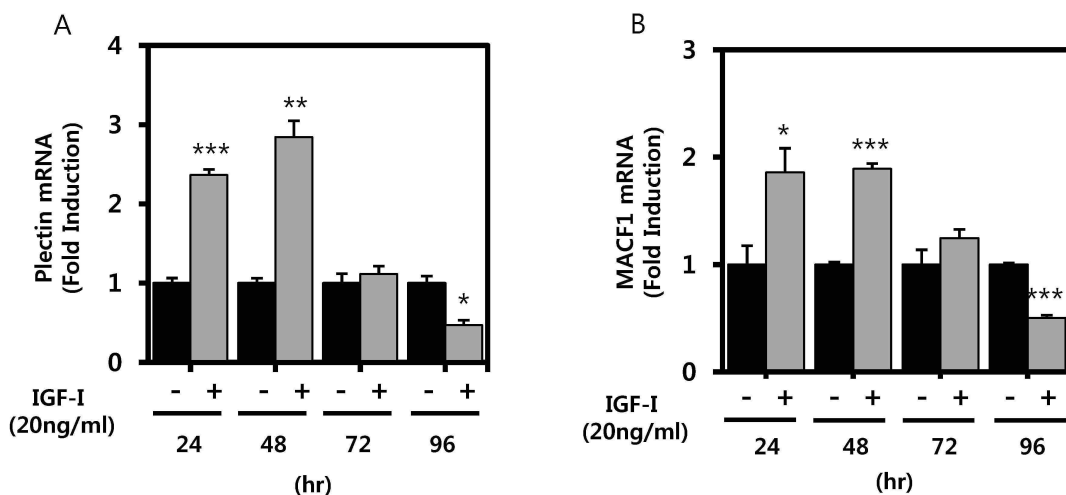 A
Plectin mRNA
(Fold Induction)
4
3
2
1
0
***
**
*
IGF-I
(20ng/ml)
- + - + - + - +
24 48 72 96
(hr)
B
MACF1 mRNA
(Fold Induction)
3
2
1
0
*
***
***
IGF-I
(20ng/ml)
- + - + - + - +
24 48 72 96
(hr)